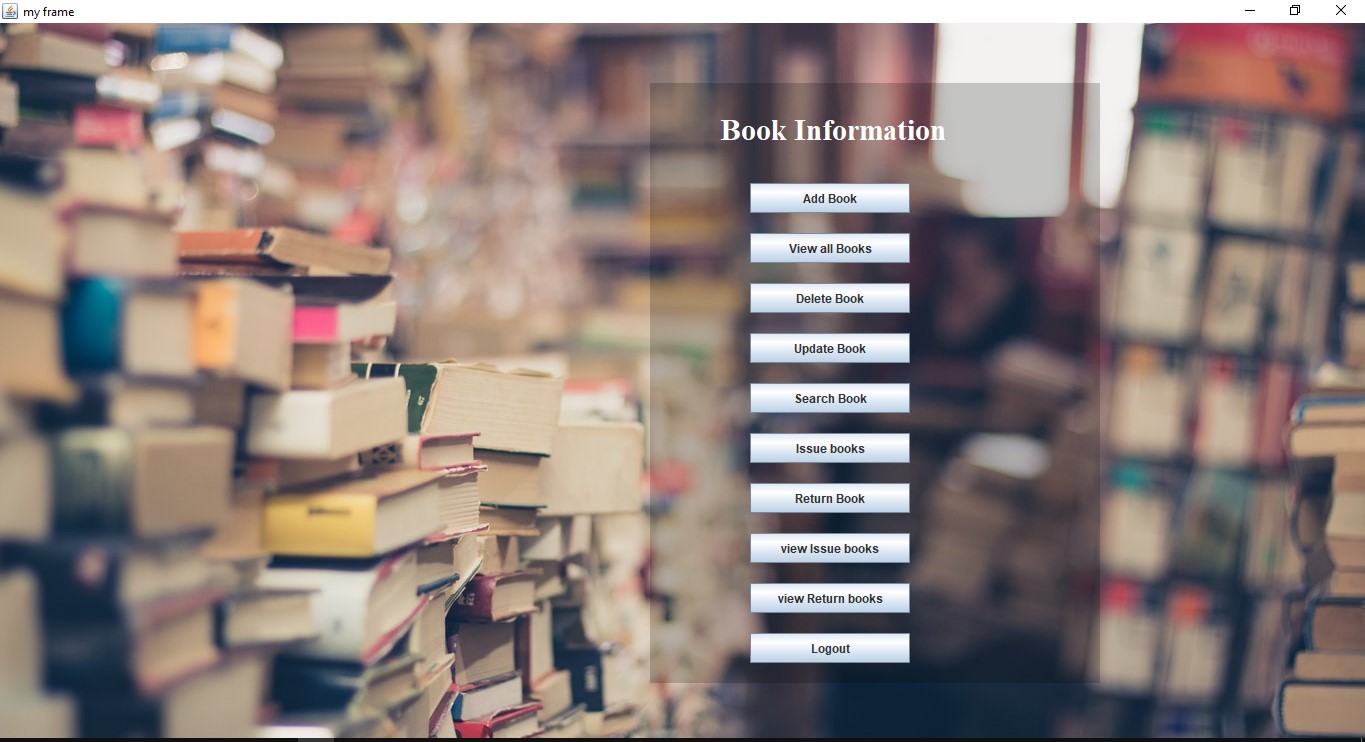 my frame
Book Information
Add Book
View all Books
Delete Book
Update Book
Search Book
Issue books
Return Book
view Issue books
view Return books
Logout